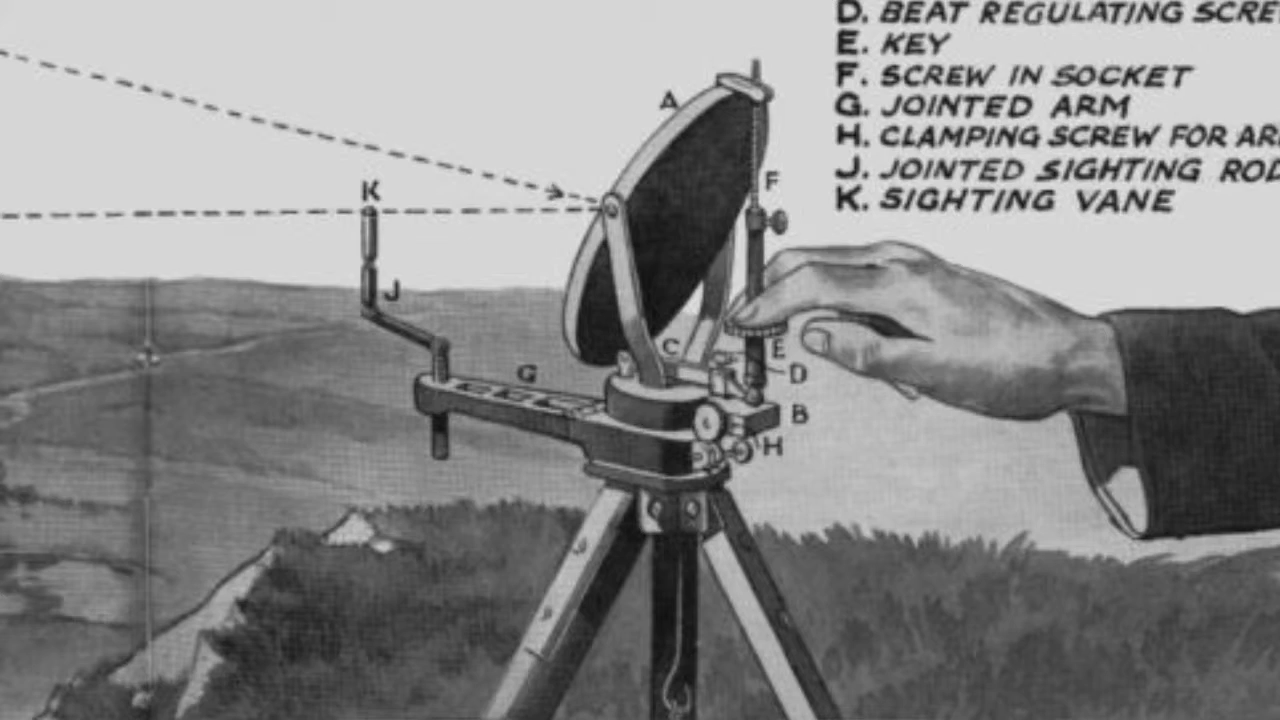 D. BEAT REGULATING SCRE
E. KEY
F. SCREW IN SOCKET
G. JOINTED ARM
H. CLAMPING SCREW FOR AR
J. JOINTED SIGHTING ROD
K. SIGHTING VANE
A
F
K
J
C
E
G
D
B
H